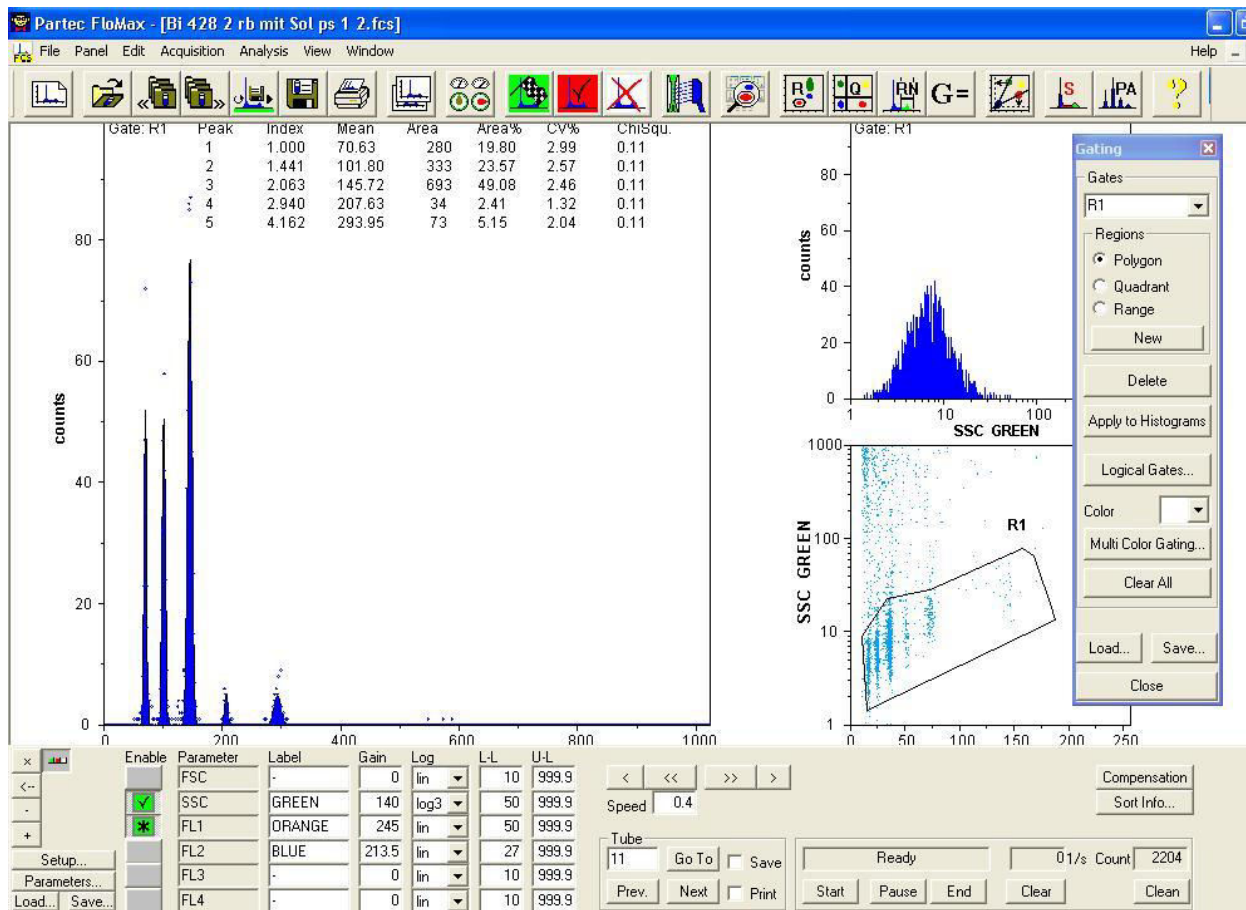 Partec FloMax - [Bi 428 2 rb mit Sol ps 1 2.fcs]
FCS File Panel Edit Acquisition Analysis View Window Help
R Q RN G= S PA ?
Gate: R1 Peak Index Mean Area Area% CV% ChiSqu.
1 1.000 70.63 280 19.80 2.99 0.11
2 1.441 101.80 333 23.57 2.57 0.11
3 2.063 145.72 693 49.08 2.46 0.11
4 2.940 207.63 34 2.41 1.32 0.11
5 4.162 293.95 73 5.15 2.04 0.11
80
60
40
20
0
counts
0 200 400 600 800 1000
Gate: R1
80
60
40
20
0
counts
1 10 100
SSC GREEN
1000
100
10
1
SSC GREEN
R1
0 50 100 150 200 250
Gating
Gates
R1
Regions
Polygon
Quadrant
Range
New
Delete
Apply to Histograms
Logical Gates...
Color
Multi Color Gating...
Clear All
Load... Save...
Close
x
<--
-
+
Setup...
Parameters...
Load... Save...
Enable Parameter Label Gain Log L-L U-L
FSC - 0 lin 10 999.9
SSC GREEN 140 log3 50 999.9
FL1 ORANGE 245 lin 50 999.9
FL2 BLUE 213.5 lin 27 999.9
FL3 - 0 lin 10 999.9
FL4 - 0 lin 10 999.9
< << >> >
Speed 0.4
Tube
11 Go To Save
Prev. Next Print
Compensation
Sort Info...
Ready 0 1/s Count 2204
Start Pause End Clear Clean